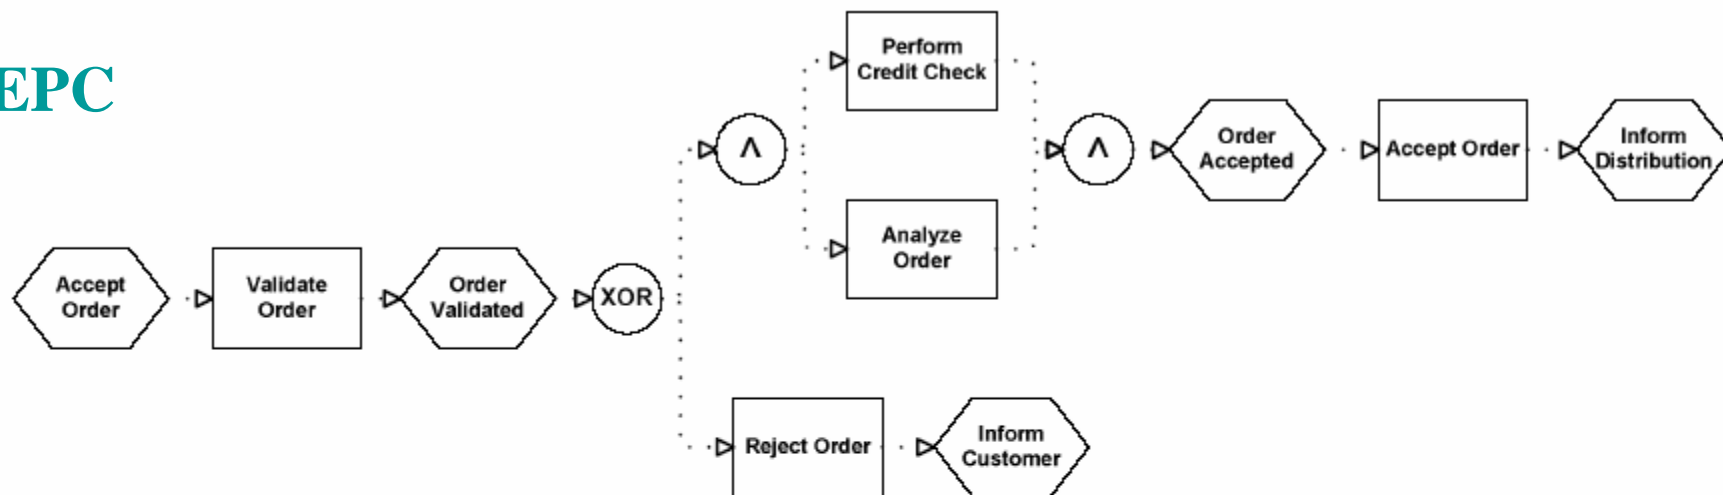 EPC
Perform
Credit Check
Λ
Λ
Order
Accepted
Accept Order
Inform
Distribution
Analyze
Order
Accept
Order
Validate
Order
Order
Validated
XOR
Reject Order
Inform
Customer